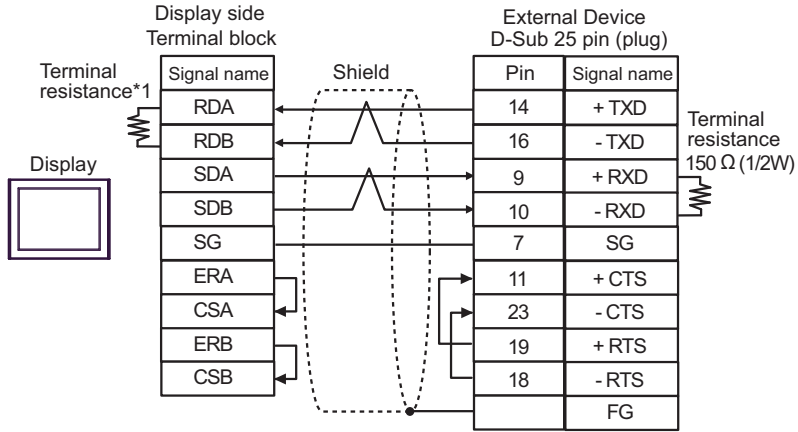 Display side
Terminal block
External Device
D-Sub 25 pin (plug)
Terminal
resistance*1
Signal name
Shield
Pin
Signal name
RDA
14
+ TXD
Terminal
resistance
150 Ω (1/2W)
RDB
16
- TXD
Display
SDA
9
+ RXD
SDB
10
- RXD
SG
7
SG
ERA
11
+ CTS
CSA
23
- CTS
ERB
19
+ RTS
CSB
18
- RTS
FG